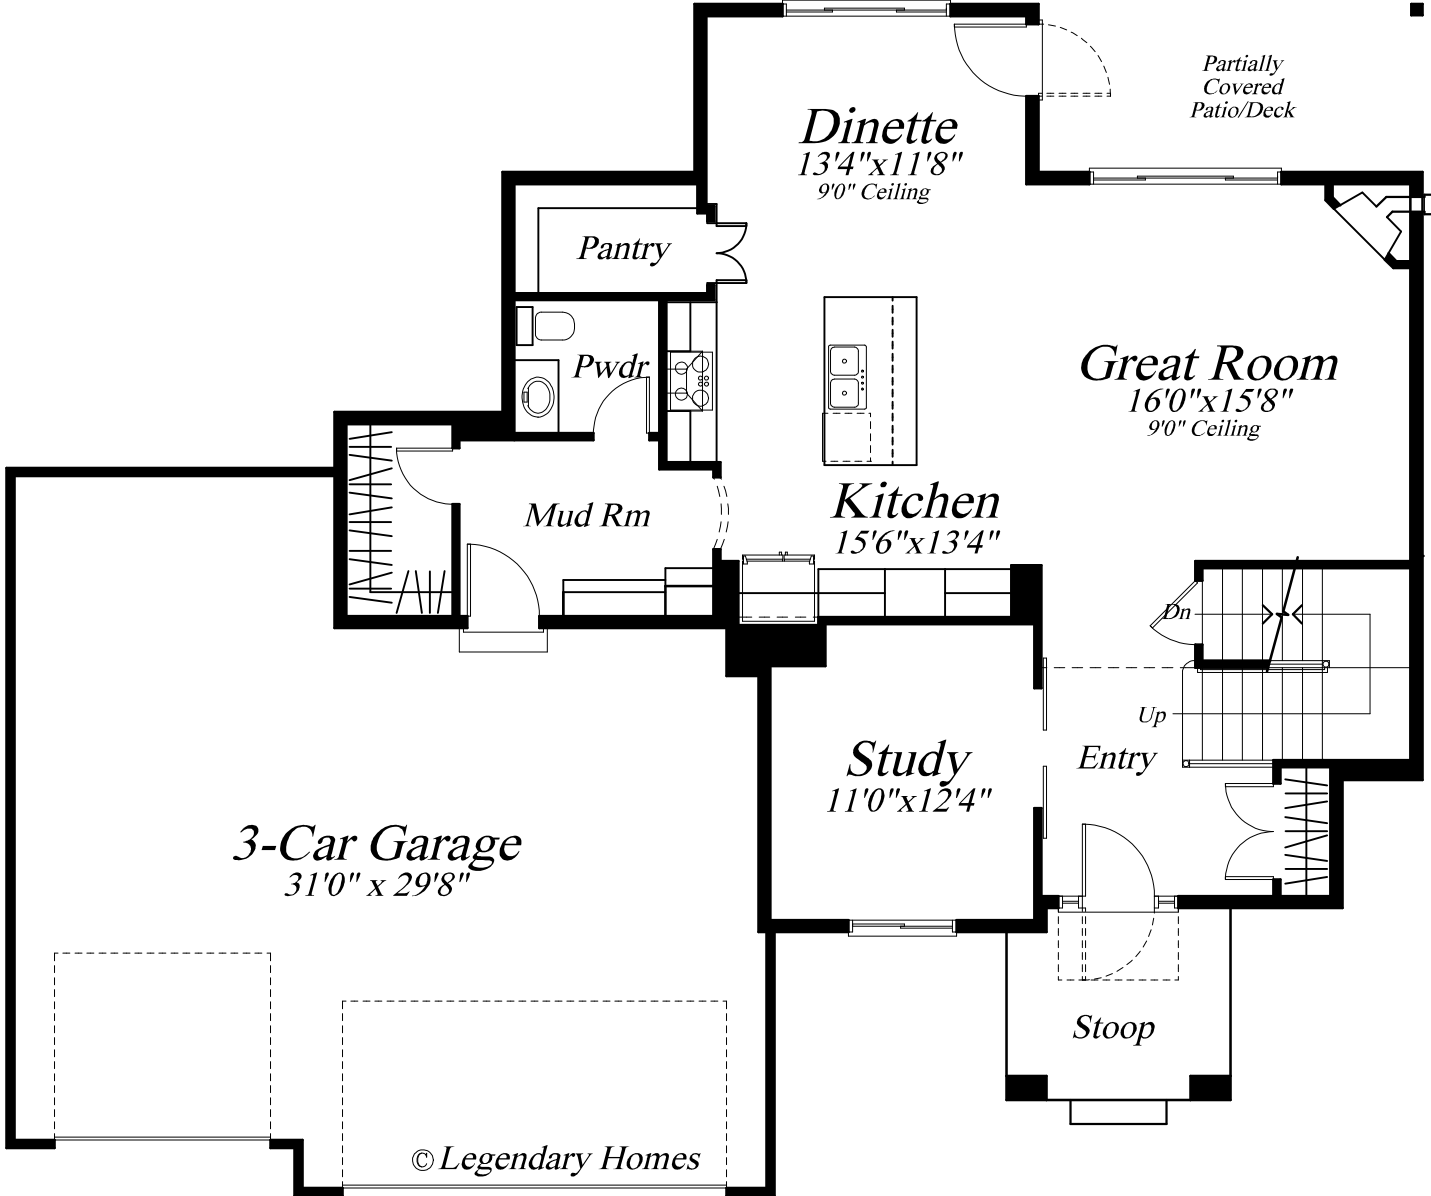 Partially
Covered
Patio/Deck
Dinette
13'4"x11'8"
9'0" Ceiling
Pantry
Pwdr
Great Room
16'0"x15'8"
9'0" Ceiling
Mud Rm
Kitchen
15'6"x13'4"
Dn
Up
Entry
Study
11'0"x12'4"
3-Car Garage
31'0" x 29'8"
Stoop
© Legendary Homes